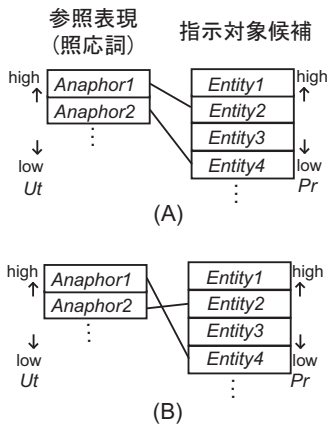 参照表現
(照応詞)
指示対象候補
high
Anaphor1
Anaphor2
⋮
low
Ut
Entity1
Entity2
Entity3
Entity4
⋮
high
low
Pr
(A)
high
Anaphor1
Anaphor2
⋮
low
Ut
Entity1
Entity2
Entity3
Entity4
⋮
high
low
Pr
(B)